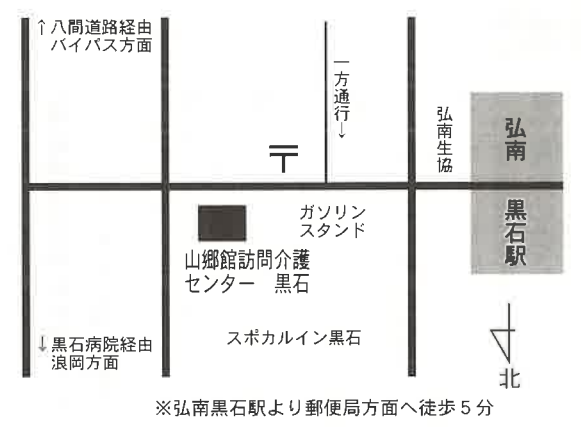 ↑八間道路経由
バイパス方面
一方通行↓
弘南生協
弘南
黒石駅
〒
ガソリン
スタンド
山郷館訪問介護
センター　黒石
スポカルイン黒石
↓黒石病院経由
浪岡方面
北
※弘南黒石駅より郵便局方面へ徒歩5分